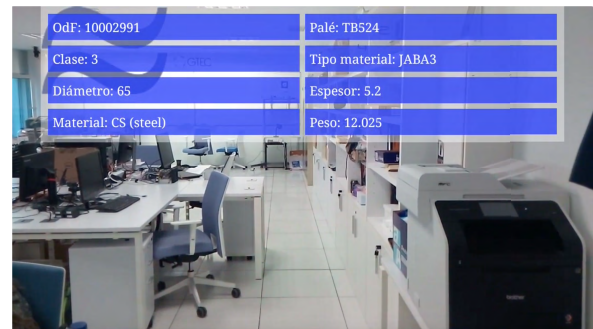 OdF: 10002991
Palé: TB524
Clase: 3
Tipo material: JABA3
Diámetro: 65
Espesor: 5.2
Material: CS (steel)
Peso: 12.025
brother